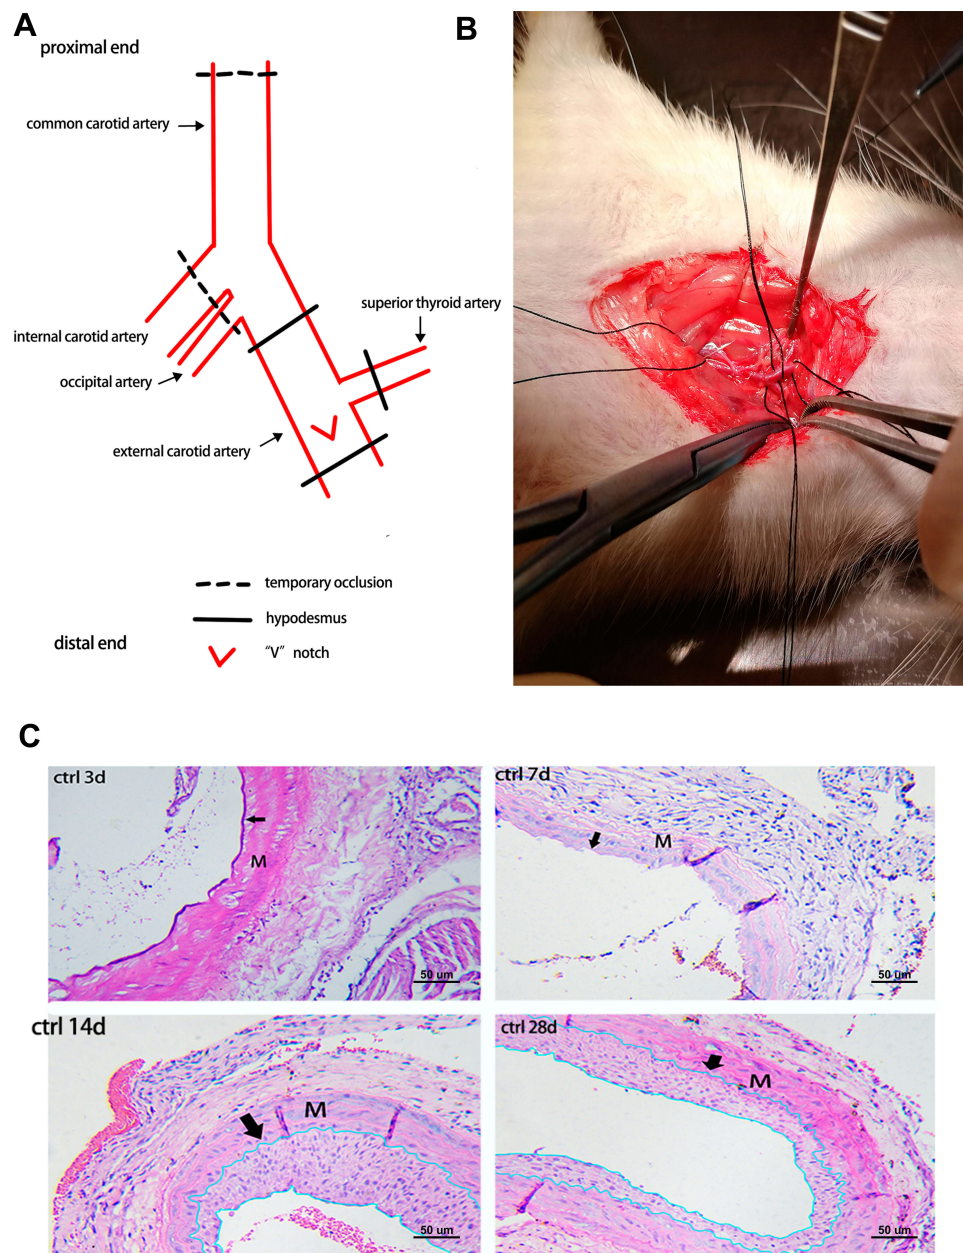 A
proximal end
common carotid artery
internal carotid artery
occipital artery
superior thyroid artery
external carotid artery
temporary occlusion
hypodesmus
"V" notch
distal end
B
C
ctrl 3d
M
50 um
ctrl 7d
M
50 um
ctrl 14d
M
50 um
ctrl 28d
M
50 um